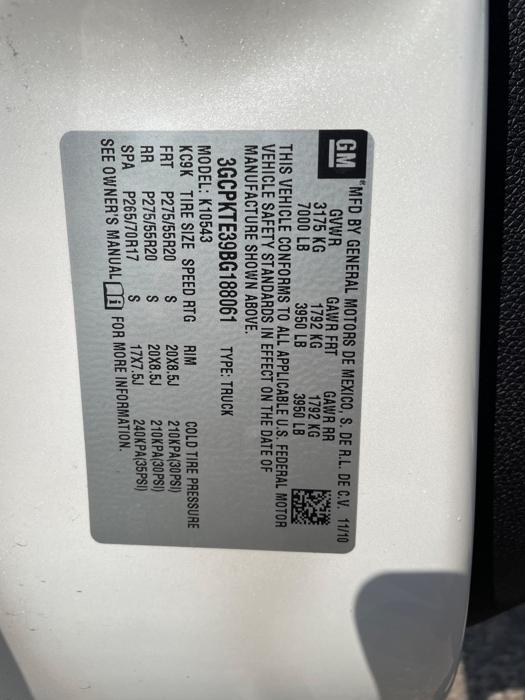 GM
MFD BY GENERAL MOTORS DE MEXICO, S. DE R.L. DE C.V. 11/10
GVWR GAWR FRT GAWR RR
3175 KG 1792 KG 1792 KG
7000 LB 3950 LB 3950 LB
THIS VEHICLE CONFORMS TO ALL APPLICABLE U.S. FEDERAL MOTOR
VEHICLE SAFETY STANDARDS IN EFFECT ON THE DATE OF
MANUFACTURE SHOWN ABOVE.
3GCPKTE39BG188061 TYPE: TRUCK
MODEL: K10543
KC9K TIRE SIZE SPEED RTG RIM COLD TIRE PRESSURE
FRT P275/55R20 S 20X8.5J 210KPA(30PSI)
RR P275/55R20 S 20X8.5J 210KPA(30PSI)
SPA P265/70R17 S 17X7.5J 240KPA(35PSI)
SEE OWNER'S MANUAL i FOR MORE INFORMATION.